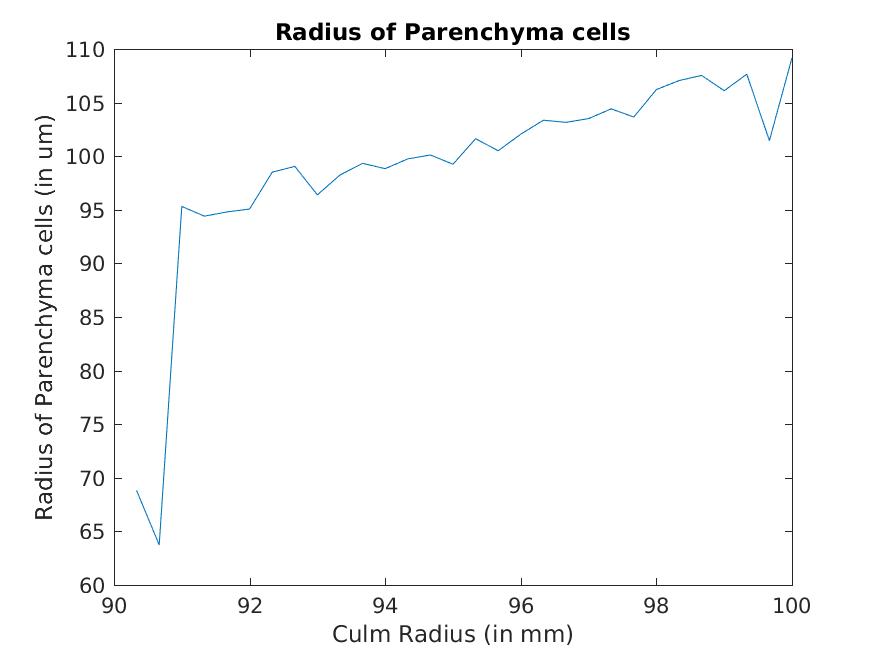 Radius of Parenchyma cells
Radius of Parenchyma cells (in um)
110
105
100
95
90
85
80
75
70
65
60
90 92 94 96 98 100
Culm Radius (in mm)